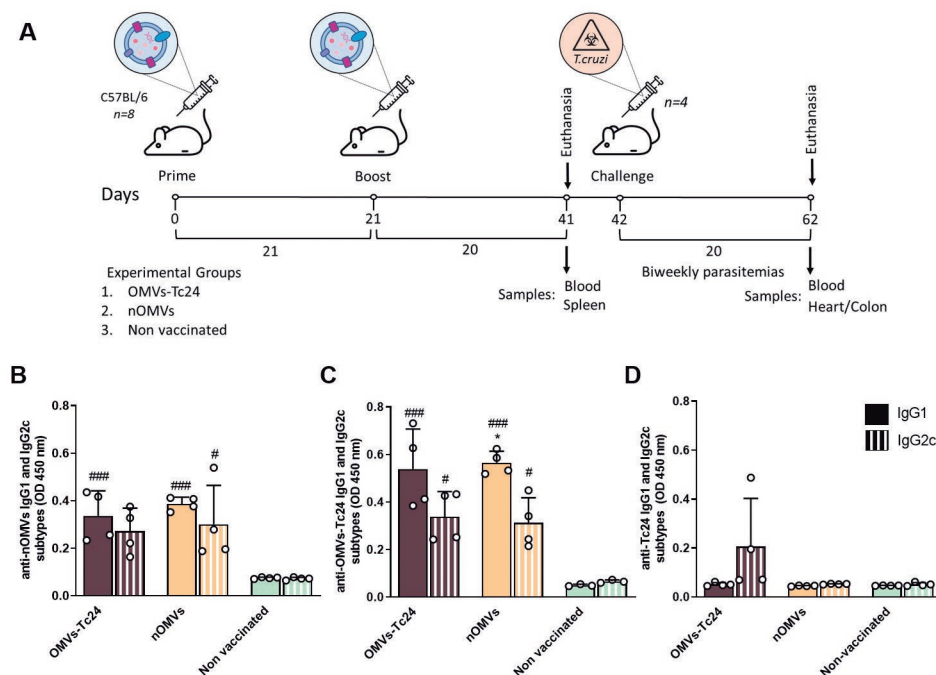 A
C57BL/6
n=8
T.cruzi
n=4
Euthanasia
Euthanasia
Prime
Boost
Challenge
Days
0
21
41
42
62
21
20
20
Experimental Groups
1. OMVs-Tc24
2. nOMVs
3. Non vaccinated
Samples: Blood
Spleen
Biweekly parasitemias
Samples: Blood
Heart/Colon
B
anti-nOMVs IgG1 and IgG2c
subtypes (OD 450 nm)
0.8
0.6
0.4
0.2
0.0
###
###
#
OMVs-Tc24
nOMVs
Non vaccinated
C
anti-OMVs-Tc24 IgG1 and IgG2c
subtypes (OD 450 nm)
0.8
0.6
0.4
0.2
0.0
###
#
###
*
#
OMVs-Tc24
nOMVs
Non vaccinated
D
anti-Tc24 IgG1 and IgG2c
subtypes (OD 450 nm)
0.8
0.6
0.4
0.2
0.0
OMVs-Tc24
nOMVs
Non-vaccinated
IgG1
IgG2c